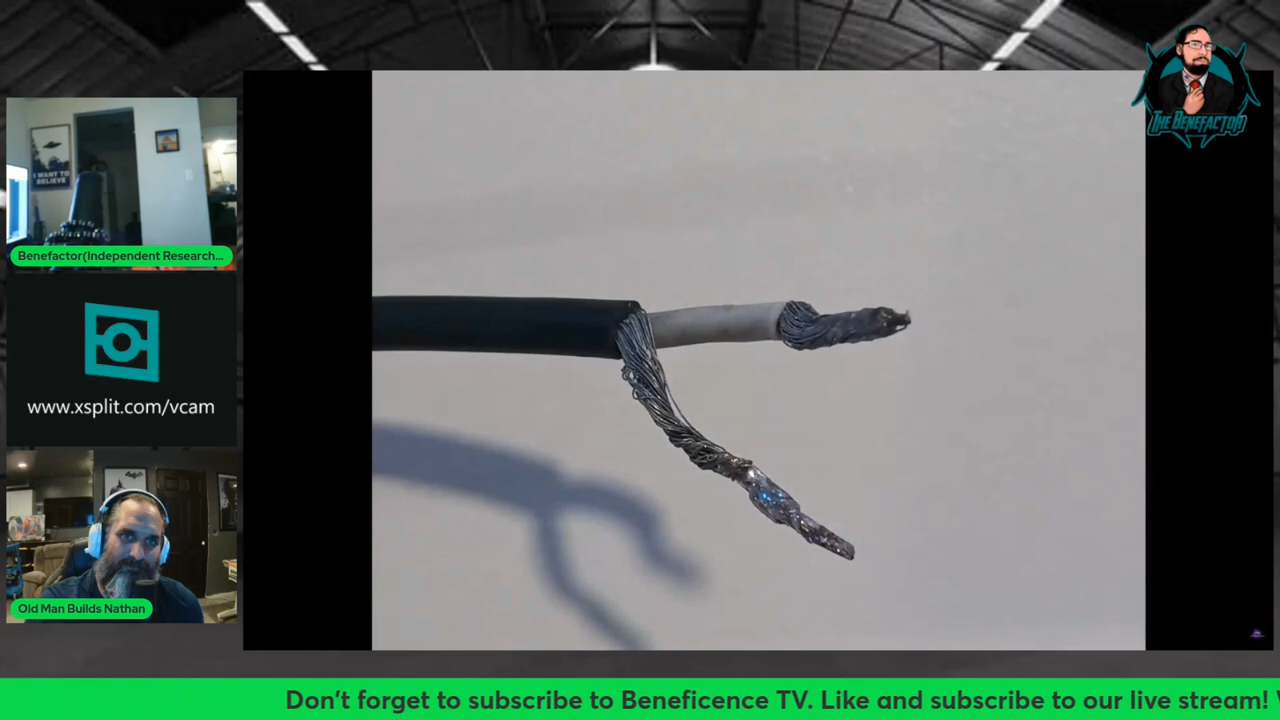 THE BENEFACTOR
I WANT TO
BELIEVE
Benefactor(Independent Research...
www.xsplit.com/vcam
Old Man Builds Nathan
Don't forget to subscribe to Beneficence TV. Like and subscribe to our live stream!